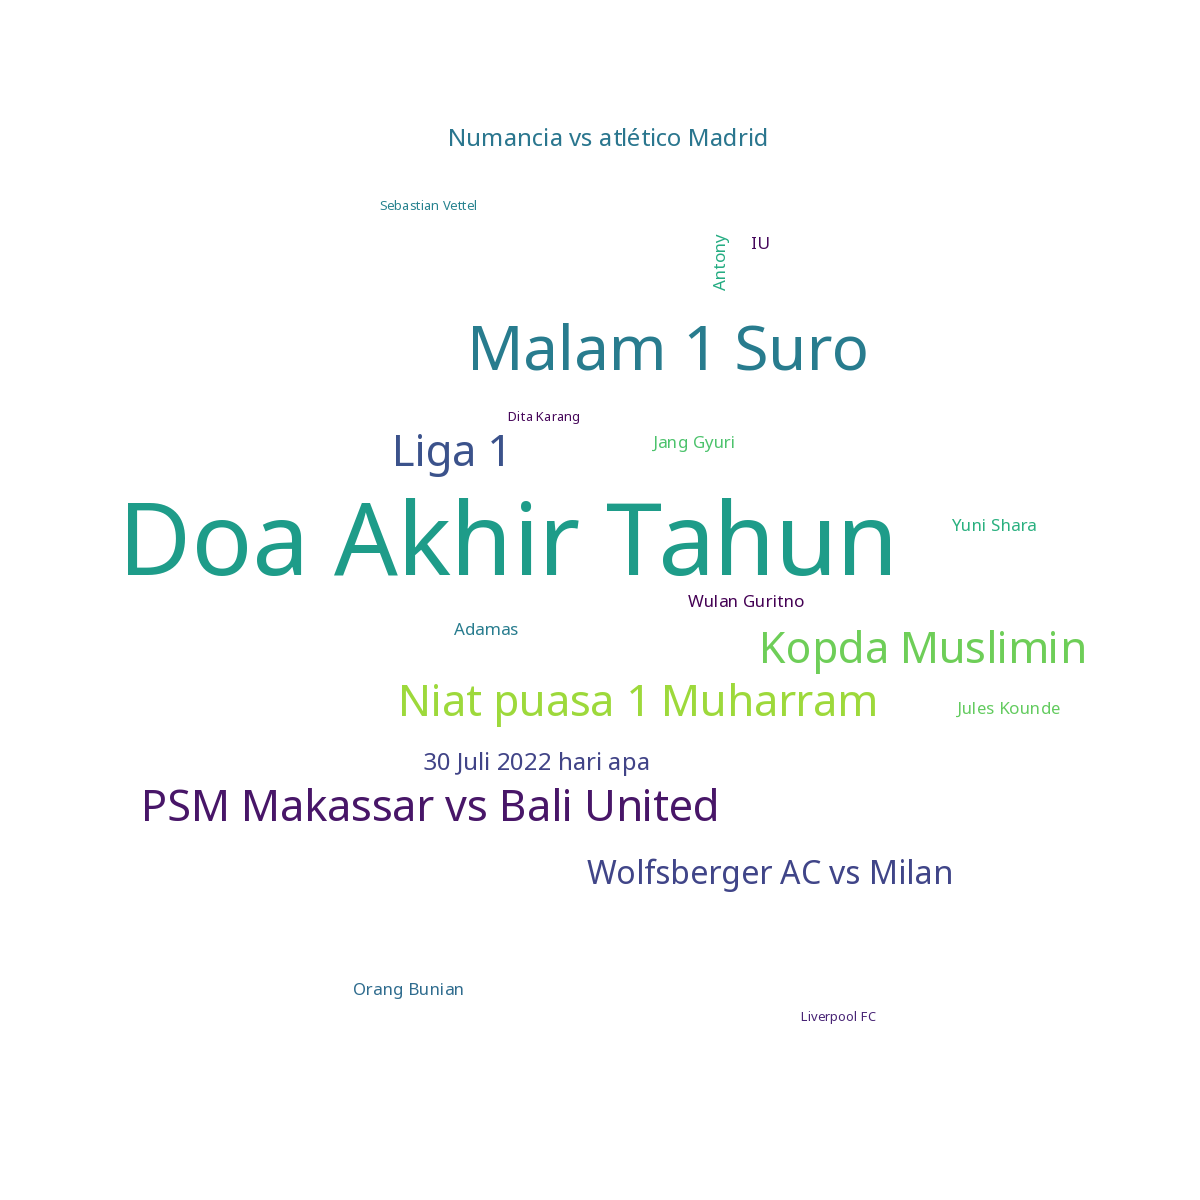 Numancia vs atlético Madrid
Sebastian Vettel
Antony
IU
Malam 1 Suro
Dita Karang
Liga 1
Jang Gyuri
Doa Akhir Tahun
Yuni Shara
Wulan Guritno
Adamas
Kopda Muslimin
Niat puasa 1 Muharram
Jules Kounde
30 Juli 2022 hari apa
PSM Makassar vs Bali United
Wolfsberger AC vs Milan
Orang Bunian
Liverpool FC